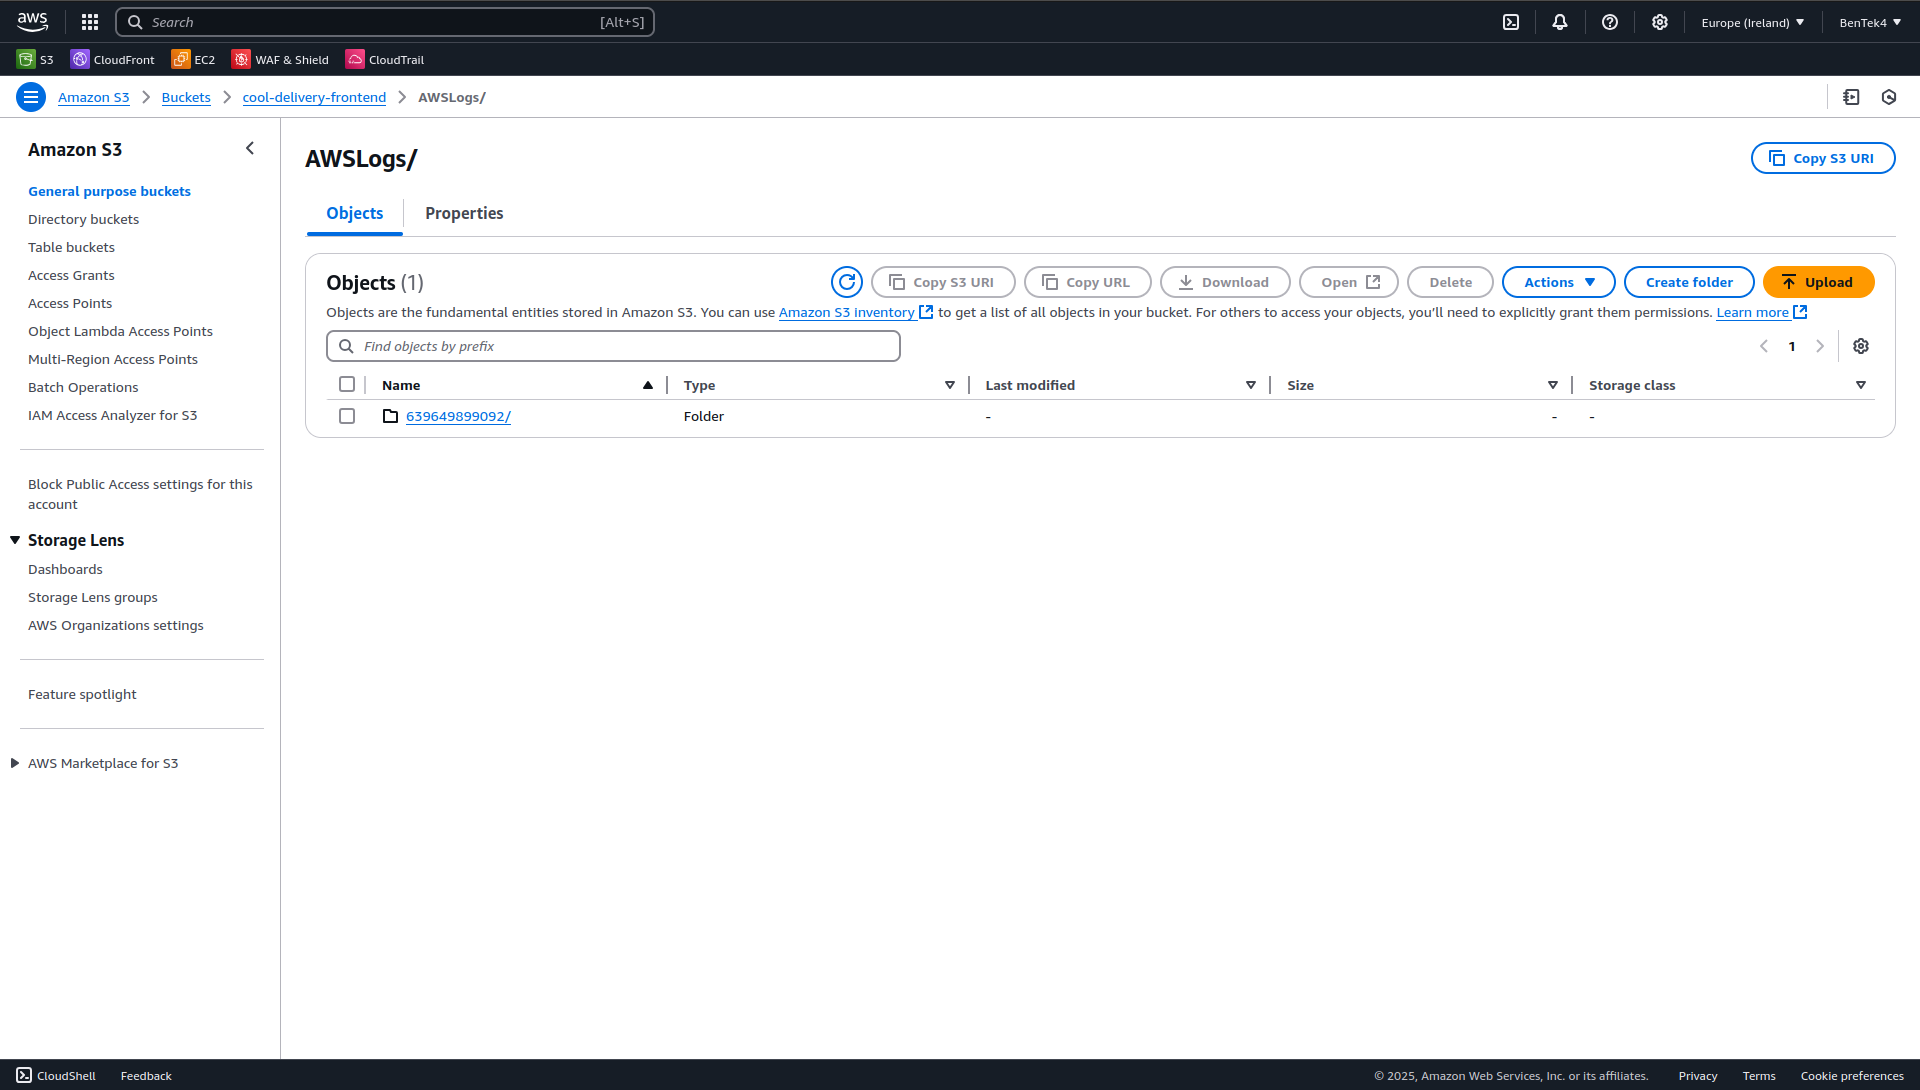 aws
Search
[Alt+S]
Europe (Ireland)
BenTek4
S3
CloudFront
EC2
WAF & Shield
CloudTrail
Amazon S3
Buckets
cool-delivery-frontend
AWSLogs/
Amazon S3
General purpose buckets
Directory buckets
Table buckets
Access Grants
Access Points
Object Lambda Access Points
Multi-Region Access Points
Batch Operations
IAM Access Analyzer for S3
Block Public Access settings for this
account
Storage Lens
Dashboards
Storage Lens groups
AWS Organizations settings
Feature spotlight
AWS Marketplace for S3
AWSLogs/
Copy S3 URI
Objects
Properties
Objects (1)
Copy S3 URI
Copy URL
Download
Open
Delete
Actions
Create folder
Upload
Objects are the fundamental entities stored in Amazon S3. You can use Amazon S3 inventory to get a list of all objects in your bucket. For others to access your objects, you’ll need to explicitly grant them permissions. Learn more
Find objects by prefix
1
Name
Type
Last modified
Size
Storage class
639649899092/
Folder
-
-
-
CloudShell
Feedback
© 2025, Amazon Web Services, Inc. or its affiliates.
Privacy
Terms
Cookie preferences